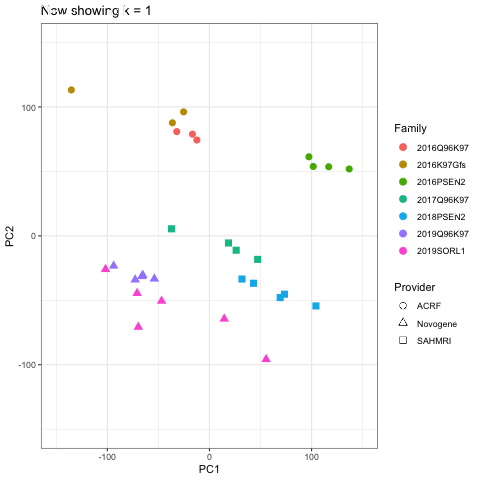 Now showing k = 1
PC2
100
0
-100
-100
0
100
PC1
Family
2016Q96K97
2016K97Gfs
2016PSEN2
2017Q96K97
2018PSEN2
2019Q96K97
2019SORL1
Provider
ACRF
Novogene
SAHMRI